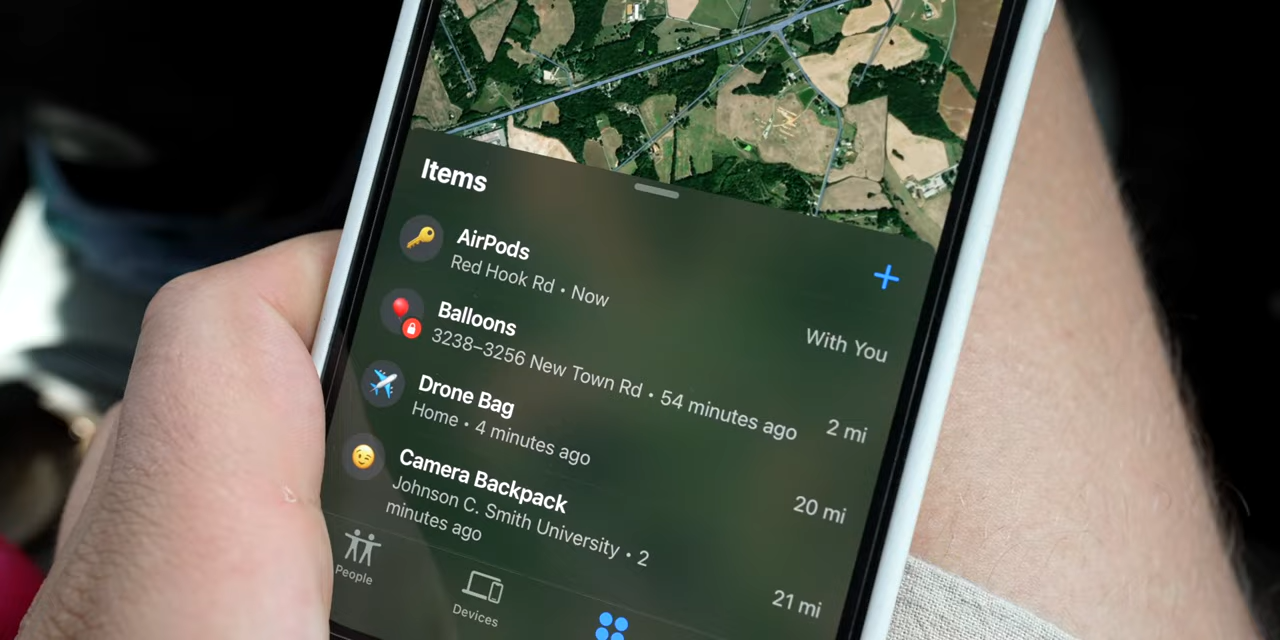 Items
AirPods
Red Hook Rd • Now
With You
Balloons
3238–3256 New Town Rd • 54 minutes ago
2 mi
Drone Bag
Home • 4 minutes ago
20 mi
Camera Backpack
Johnson C. Smith University • 2
minutes ago
21 mi
People
Devices